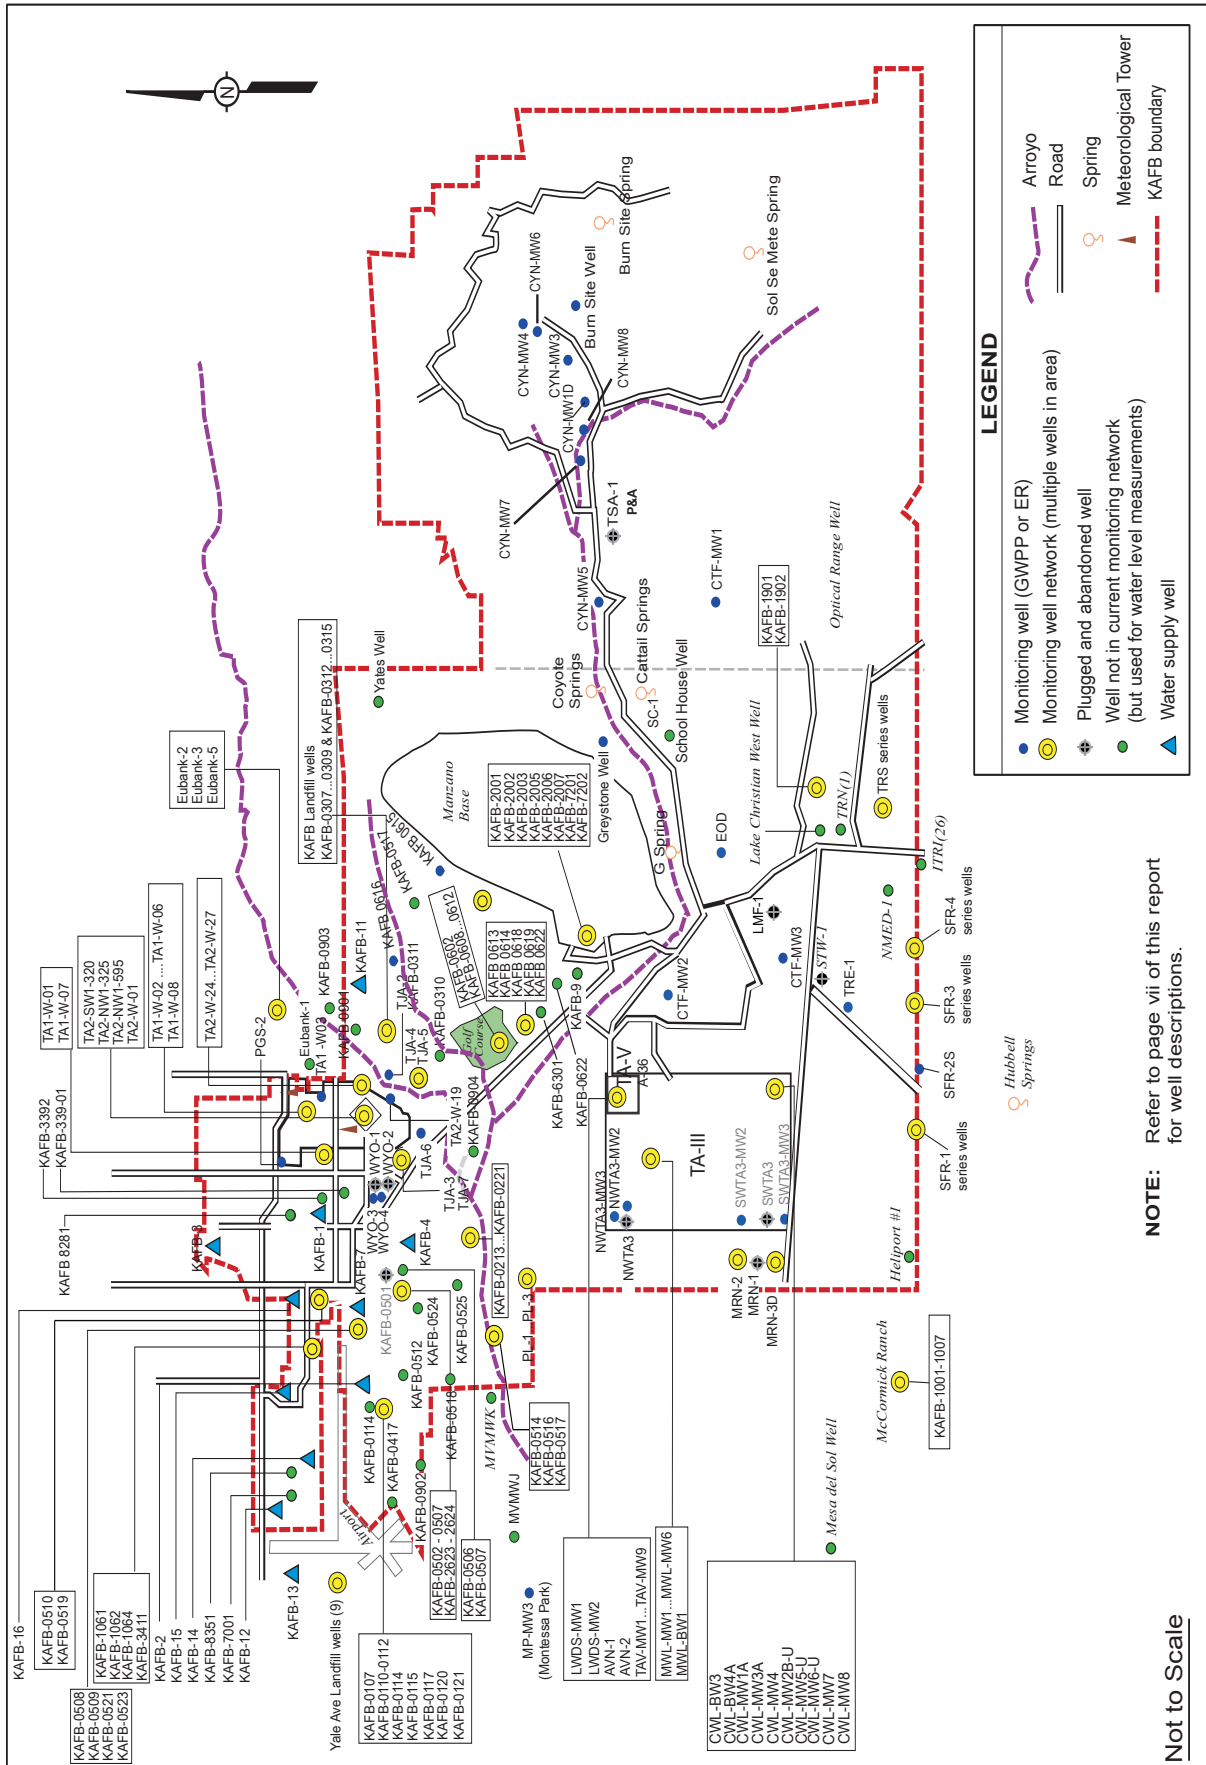 N
KAFB-16
KAFB-0510
KAFB-0519
KAFB-0508
KAFB-0509
KAFB-0521
KAFB-0523
KAFB-1061
KAFB-1062
KAFB-1064
KAFB-3411
KAFB-2
KAFB-15
KAFB-14
KAFB-8351
KAFB-7001
KAFB-12
KAFB-13
Yale Ave Landfill wells (9)
KAFB-0107
KAFB-0110-0112
KAFB-0114
KAFB-0115
KAFB-0117
KAFB-0120
KAFB-0121
KAFB 8281
KAFB-3392
KAFB-339-01
TA1-W-01
TA1-W-07
TA2-SW1-320
TA2-NW1-325
TA2-NW1-595
TA2-W-01
TA1-W-02....TA1-W-06
TA1-W-08
TA2-W-24...TA2-W-27
PGS-2
Eubank-2
Eubank-3
Eubank-5
Eubank-1
TA1-W03
KAFB-0903
KAFB-0901
KAFB-11
KAFB Landfill wells
KAFB-0307...0309 & KAFB-0312...0315
Yates Well
KAFB-8
KAFB-1
KAFB-7
WYO-1
WYO-2
WYO-3
WYO-4
KAFB-4
KAFB-0501
Airport
KAFB-0114
KAFB-0417
KAFB-0902
KAFB-0512
KAFB-0524
KAFB-0525
KAFB-0518
KAFB-0502 - 0507
KAFB-2623 - 2624
KAFB-0506
KAFB-0507
TJA-2
TJA-4
TJA-5
KAFB-0311
KAFB-0310
TA2-W-19
KAFB-0904
TJA-6
TJA-3
TJA-7
KAFB-0213...KAFB-0221
KAFB 0616
KAFB-0517
KAFB 0615
KAFB-0602
KAFB-0608...0612
KAFB 0613
KAFB 0614
KAFB 0618
KAFB 0619
KAFB 0622
Golf
Course
Manzano
Base
KAFB-2001
KAFB-2002
KAFB-2003
KAFB-2005
KAFB-2006
KAFB-2007
KAFB-7201
KAFB-7202
KAFB-9
KAFB-6301
KAFB-0622
PL-1
PL-3
MVMWK
MVMWJ
KAFB-0514
KAFB-0516
KAFB-0517
MP-MW3
(Montessa Park)
LWDS-MW1
LWDS-MW2
AVN-1
AVN-2
TAV-MW1...TAV-MW9
MWL-MW1...MWL-MW6
MWL-BW1
CWL-BW3
CWL-BW4A
CWL-MW1A
CWL-MW3A
CWL-MW4
CWL-MW2B-U
CWL-MW5-U
CWL-MW6-U
CWL-MW7
CWL-MW8
TA-V
A-36
TA-III
NWTA3-MW3
NWTA3-MW2
NWTA3
SWTA3-MW2
SWTA3
SWTA3-MW3
MRN-2
MRN-1
MRN-3D
Heliport #1
McCormick Ranch
KAFB-1001-1007
Mesa del Sol Well
CYN-MW6
CYN-MW4
CYN-MW3
CYN-MW1D
CYN-MW8
CYN-MW7
CYN-MW5
Burn Site Well
Burn Site Spring
Sol Se Mete Spring
TSA-1
P&A
CTF-MW1
Coyote
Springs
Cattail Springs
SC-1
School House Well
Greystone Well
G Spring
EOD
Lake Christian West Well
Optical Range Well
KAFB-1901
KAFB-1902
TRN(1)
TRS series wells
ITRI(26)
NMED-1
LMF-1
CTF-MW2
CTF-MW3
STW-1
TRE-1
SFR-4
series wells
SFR-3
series wells
SFR-2S
SFR-1
series wells
Hubbell
Springs
LEGEND
Monitoring well (GWPP or ER)
Monitoring well network (multiple wells in area)
Plugged and abandoned well
Well not in current monitoring network
(but used for water level measurements)
Water supply well
Arroyo
Road
Spring
Meteorological Tower
KAFB boundary
NOTE: Refer to page vii of this report
for well descriptions.
Not to Scale